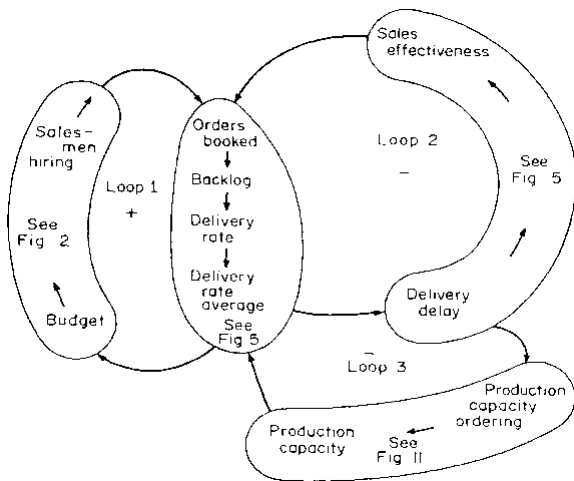 Sales
effectiveness
Orders
booked
Backlog
Delivery
rate
Delivery
rate
average
See
Fig 5
Sales-
men
hiring
See
Fig 2
Budget
Loop 1
+
Loop 2
–
See
Fig 5
Delivery
delay
–
Loop 3
Production
capacity
ordering
See
Fig 11
Production
capacity